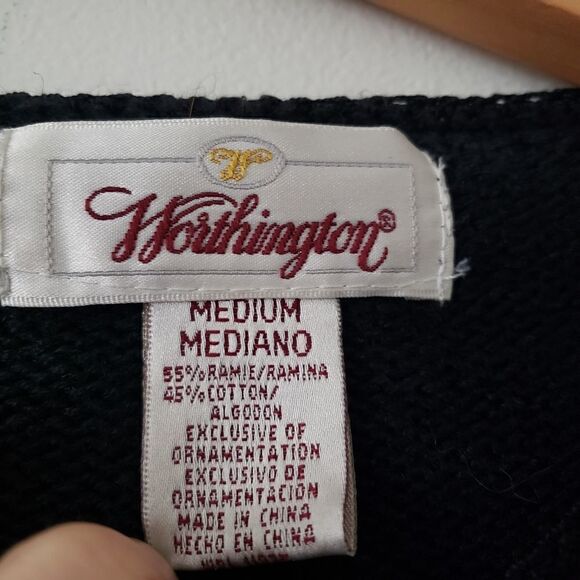 W
Worthington®
MEDIUM
MEDIANO
55% RAMIE/RAMINA
45% COTTON/
ALGODON
EXCLUSIVE OF
ORNAMENTATION
EXCLUSIVO DE
ORNAMENTACION
MADE IN CHINA
HECHO EN CHINA